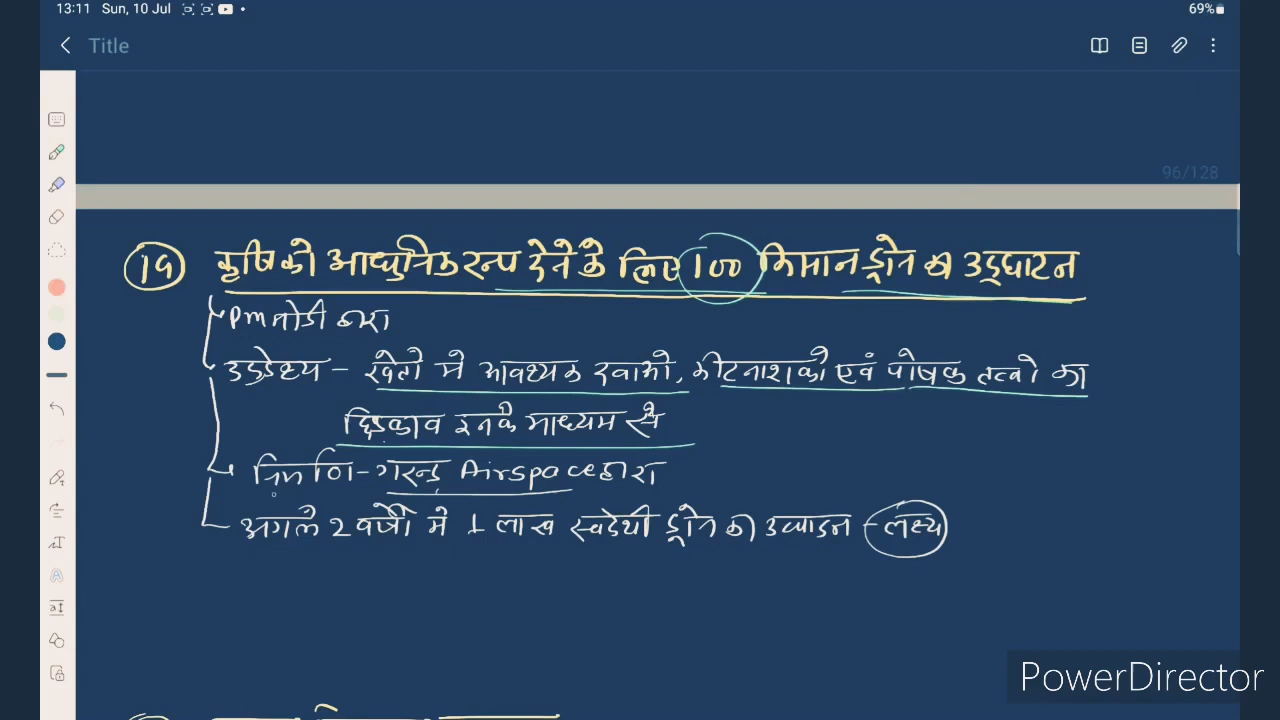 13:11 Sun, 10 Jul
69%
Title
96/128
19 कृषि को आधुनिक रूप देने के लिए 100 किसान ड्रोन का उद्घाटन
PM मोदी द्वारा
उद्देश्य - खेतों में आवश्यक दवाओं, कीटनाशकों एवं पोषक तत्वों का
छिड़काव इनके माध्यम से
निर्माण - गरुड़ Airspace द्वारा
अगले 2 वर्षों में 1 लाख स्वदेशी ड्रोन का उत्पादन - लक्ष्य
PowerDirector